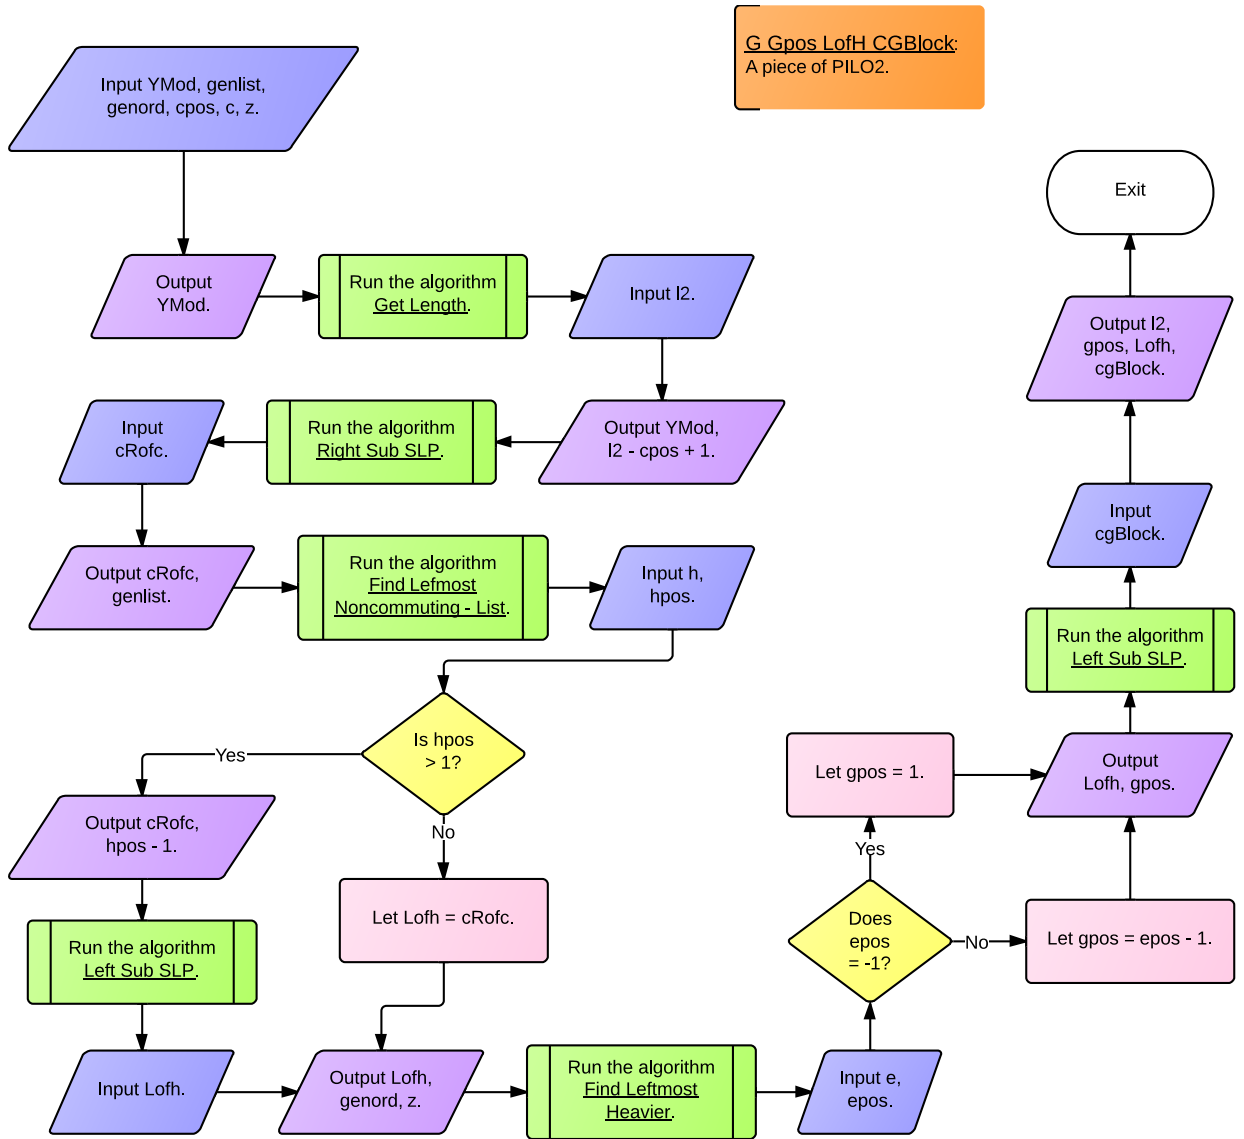 G Gpos LofH CGBlock:
A piece of PILO2.
Input YMod, genlist,
genord, cpos, c, z.
Output
YMod.
Run the algorithm
Get Length.
Input l2.
Output YMod,
l2 - cpos + 1.
Run the algorithm
Right Sub SLP.
Input
cRofc.
Output cRofc,
genlist.
Run the algorithm
Find Lefmost
Noncommuting - List.
Input h,
hpos.
Is hpos
> 1?
Yes
No
Output cRofc,
hpos - 1.
Run the algorithm
Left Sub SLP.
Input Lofh.
Let Lofh = cRofc.
Output Lofh,
genord, z.
Run the algorithm
Find Leftmost
Heavier.
Input e,
epos.
Does
epos
= -1?
Yes
No
Let gpos = 1.
Let gpos = epos - 1.
Output
Lofh, gpos.
Run the algorithm
Left Sub SLP.
Input
cgBlock.
Output l2,
gpos, Lofh,
cgBlock.
Exit